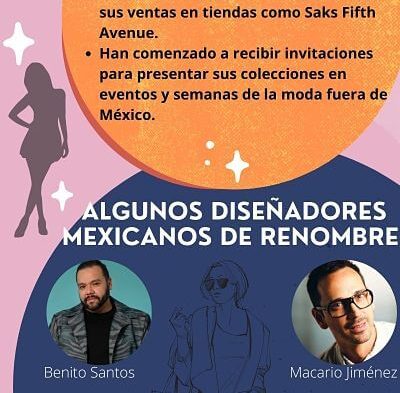 sus ventas en tiendas como Saks Fifth
Avenue.
• Han comenzado a recibir invitaciones
para presentar sus colecciones en
eventos y semanas de la moda fuera de
México.
ALGUNOS DISEÑADORES
MEXICANOS DE RENOMBRE
Benito Santos
Macario Jiménez